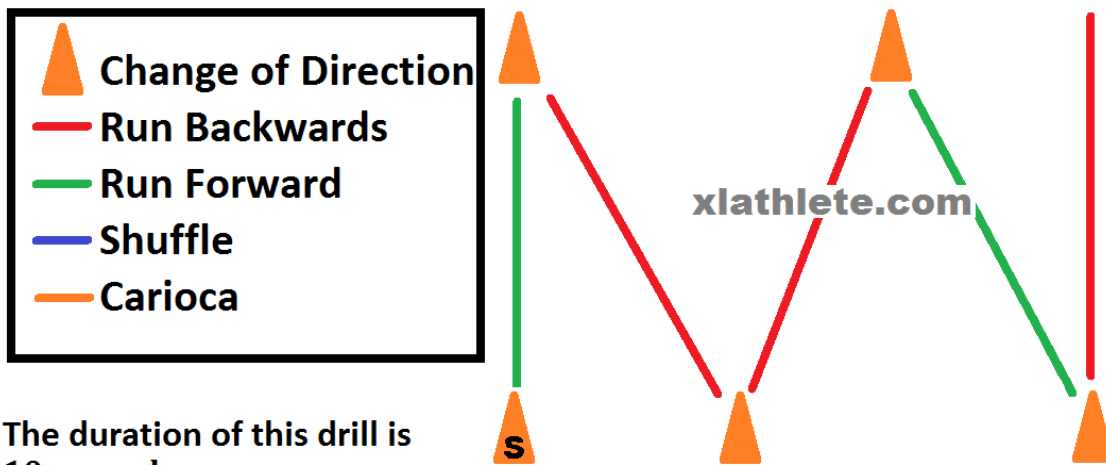 Change of Direction
Run Backwards
Run Forward
Shuffle
Carioca
xlathlete.com
S
The duration of this drill is